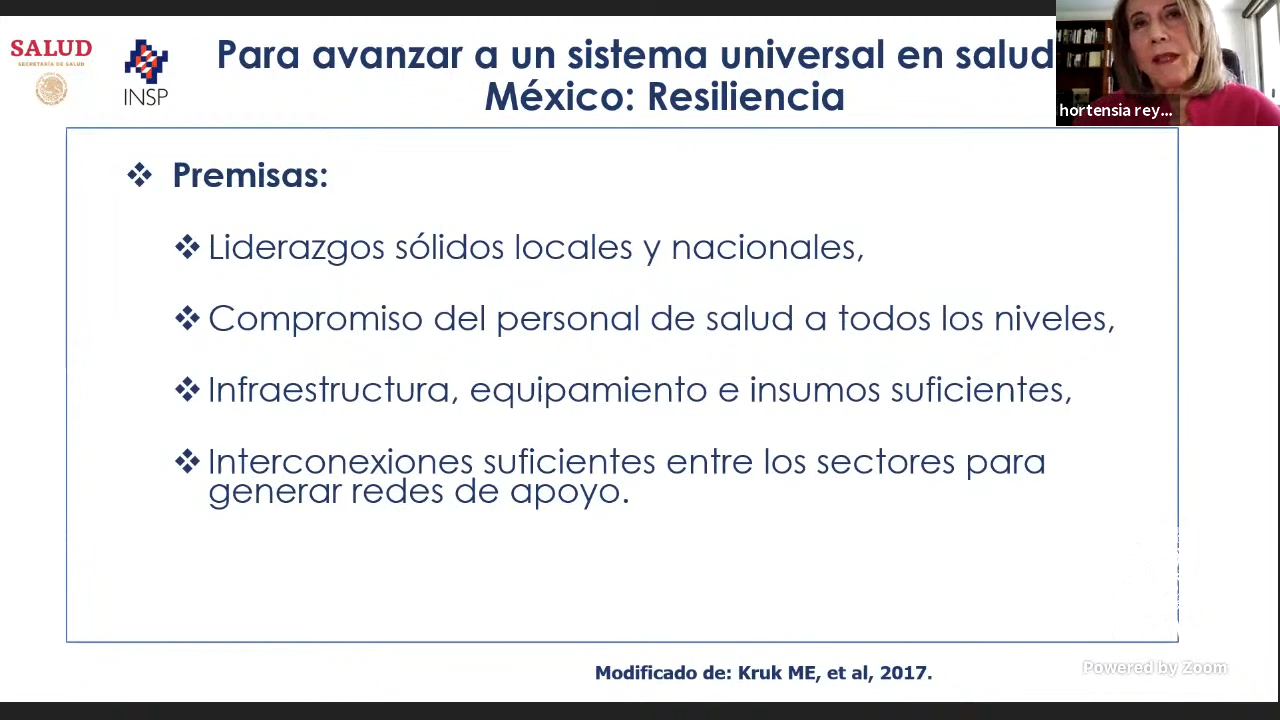 SALUD
SECRETARÍA DE SALUD
INSP
Para avanzar a un sistema universal en salud
México: Resiliencia
hortensia rey...
❖ Premisas:
❖ Liderazgos sólidos locales y nacionales,
❖ Compromiso del personal de salud a todos los niveles,
❖ Infraestructura, equipamiento e insumos suficientes,
❖ Interconexiones suficientes entre los sectores para
generar redes de apoyo.
Modificado de: Kruk ME, et al, 2017.
Powered by Zoom